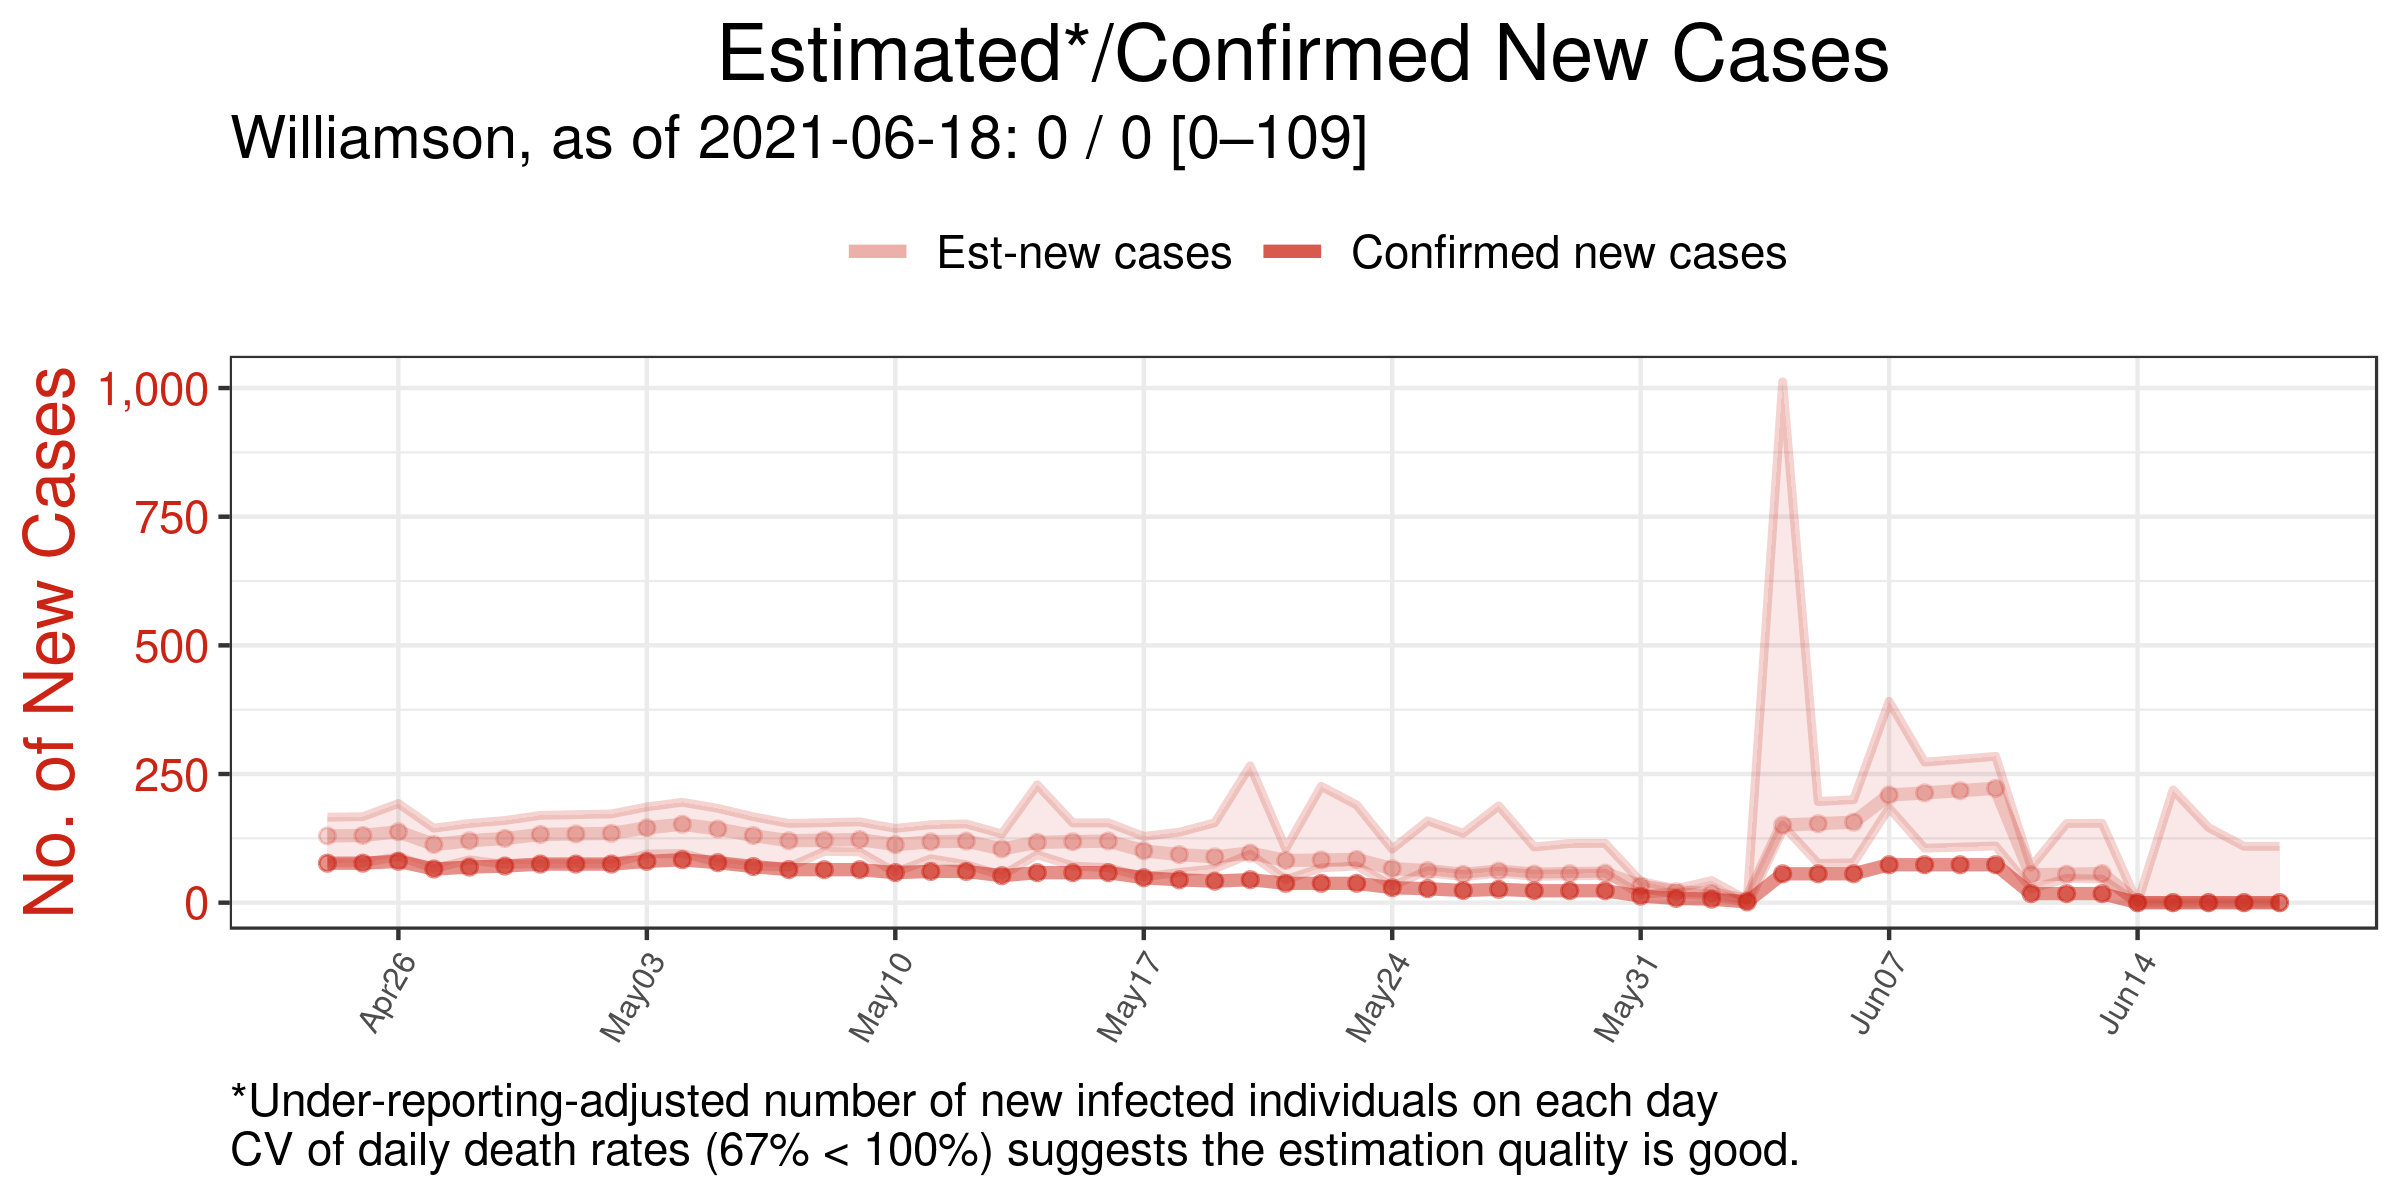 Estimated*/Confirmed New Cases
Williamson, as of 2021-06-18: 0 / 0 [0–109]
Est-new cases Confirmed new cases
No. of New Cases
1,000
750
500
250
0
Apr26 May03 May10 May17 May24 May31 Jun07 Jun14
*Under-reporting-adjusted number of new infected individuals on each day
CV of daily death rates (67% < 100%) suggests the estimation quality is good.